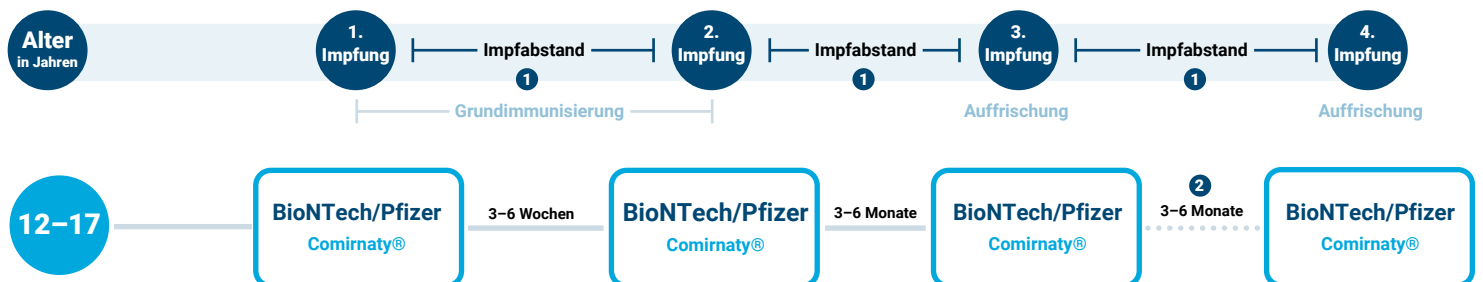 Alter
in Jahren
1.
Impfung
Impfabstand
1
2.
Impfung
Impfabstand
1
3.
Impfung
Impfabstand
1
4.
Impfung
Grundimmunisierung
Auffrischung
Auffrischung
12–17
BioNTech/Pfizer
Comirnaty®
3–6 Wochen
BioNTech/Pfizer
Comirnaty®
3–6 Monate
BioNTech/Pfizer
Comirnaty®
2
3–6 Monate
BioNTech/Pfizer
Comirnaty®